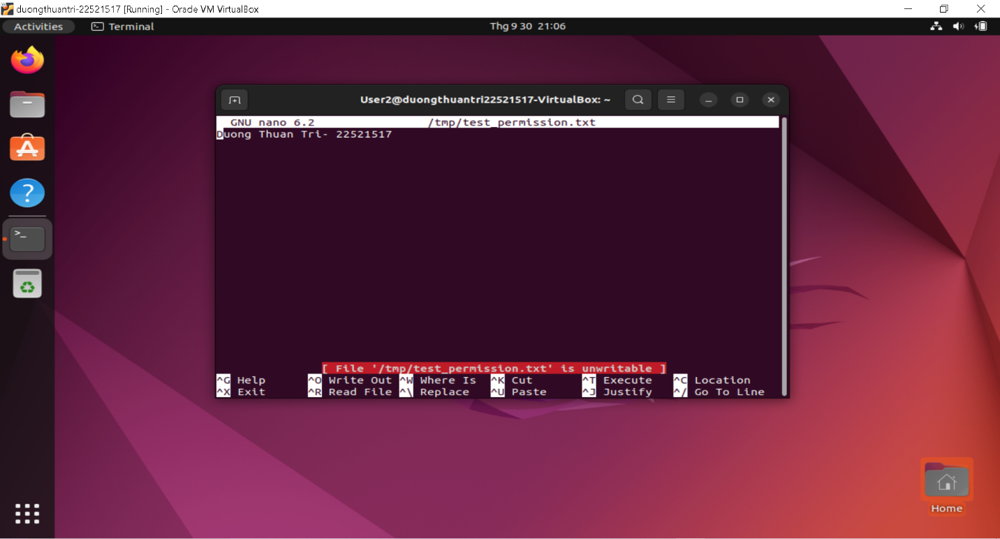 duongthuantri-22521517 [Running] - Oracle VM VirtualBox
Activities Terminal Thg 9 30 21:06
User2@duongthuantri22521517-VirtualBox: ~
GNU nano 6.2 /tmp/test_permission.txt
Duong Thuan Tri- 22521517
[ File '/tmp/test_permission.txt' is unwritable ]
^G Help ^O Write Out ^W Where Is ^K Cut ^T Execute ^C Location
^X Exit ^R Read File ^\ Replace ^U Paste ^J Justify ^/ Go To Line
Home